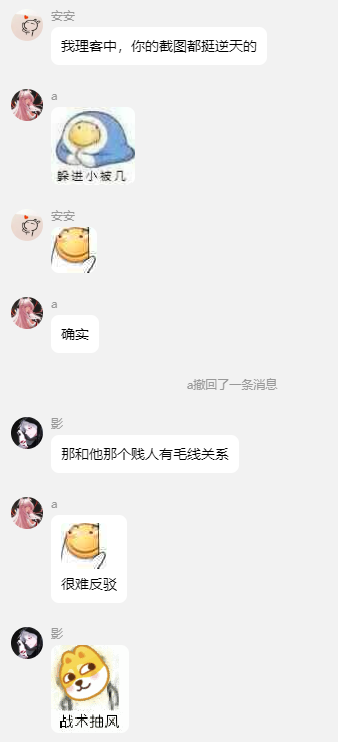 安安
我理客中，你的截图都挺逆天的
a
躲进小被几
安安
a
确实
a撤回了一条消息
影
那和他那个贱人有毛线关系
a
很难反驳
影
战术抽风